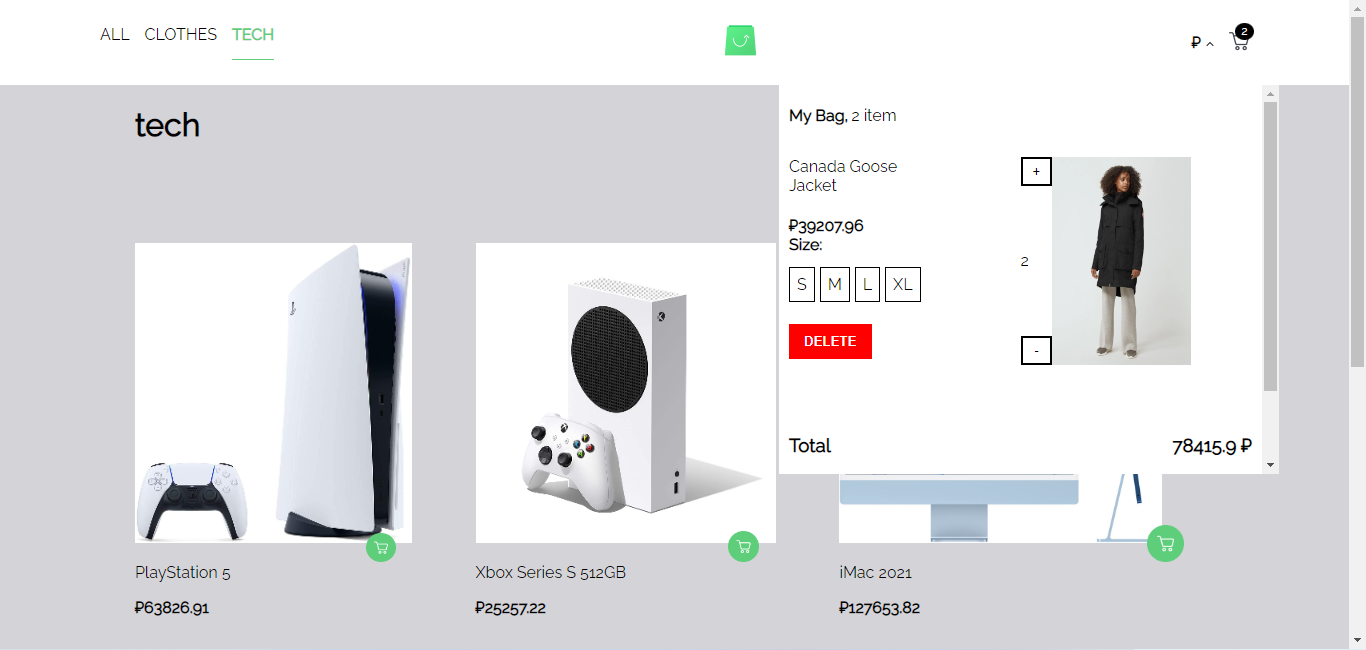 ALL CLOTHES TECH
₽ 2
tech
My Bag, 2 item
Canada Goose
Jacket
₽39207.96
Size:
S M L XL
DELETE
+
2
-
Total 78415.9 ₽
PlayStation 5
₽63826.91
Xbox Series S 512GB
₽25257.22
iMac 2021
₽127653.82